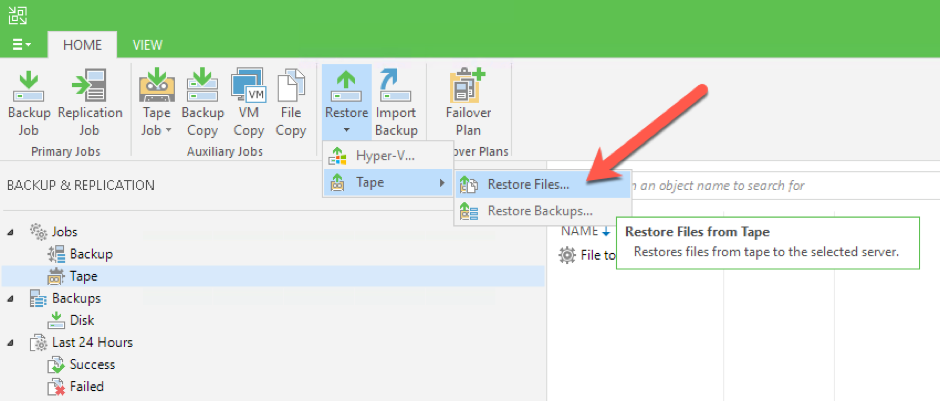 HOME VIEW
Backup Job
Replication Job
Tape Job
Backup Copy
VM
VM Copy
File Copy
Restore
Import Backup
Failover Plan
Primary Jobs
Auxiliary Jobs
over Plans
Hyper-V...
Tape
Restore Files...
Restore Backups...
BACKUP & REPLICATION
an object name to search for
NAME
Restore Files from Tape
Restores files from tape to the selected server.
File to
Jobs
Backup
Tape
Backups
Disk
Last 24 Hours
Success
Failed